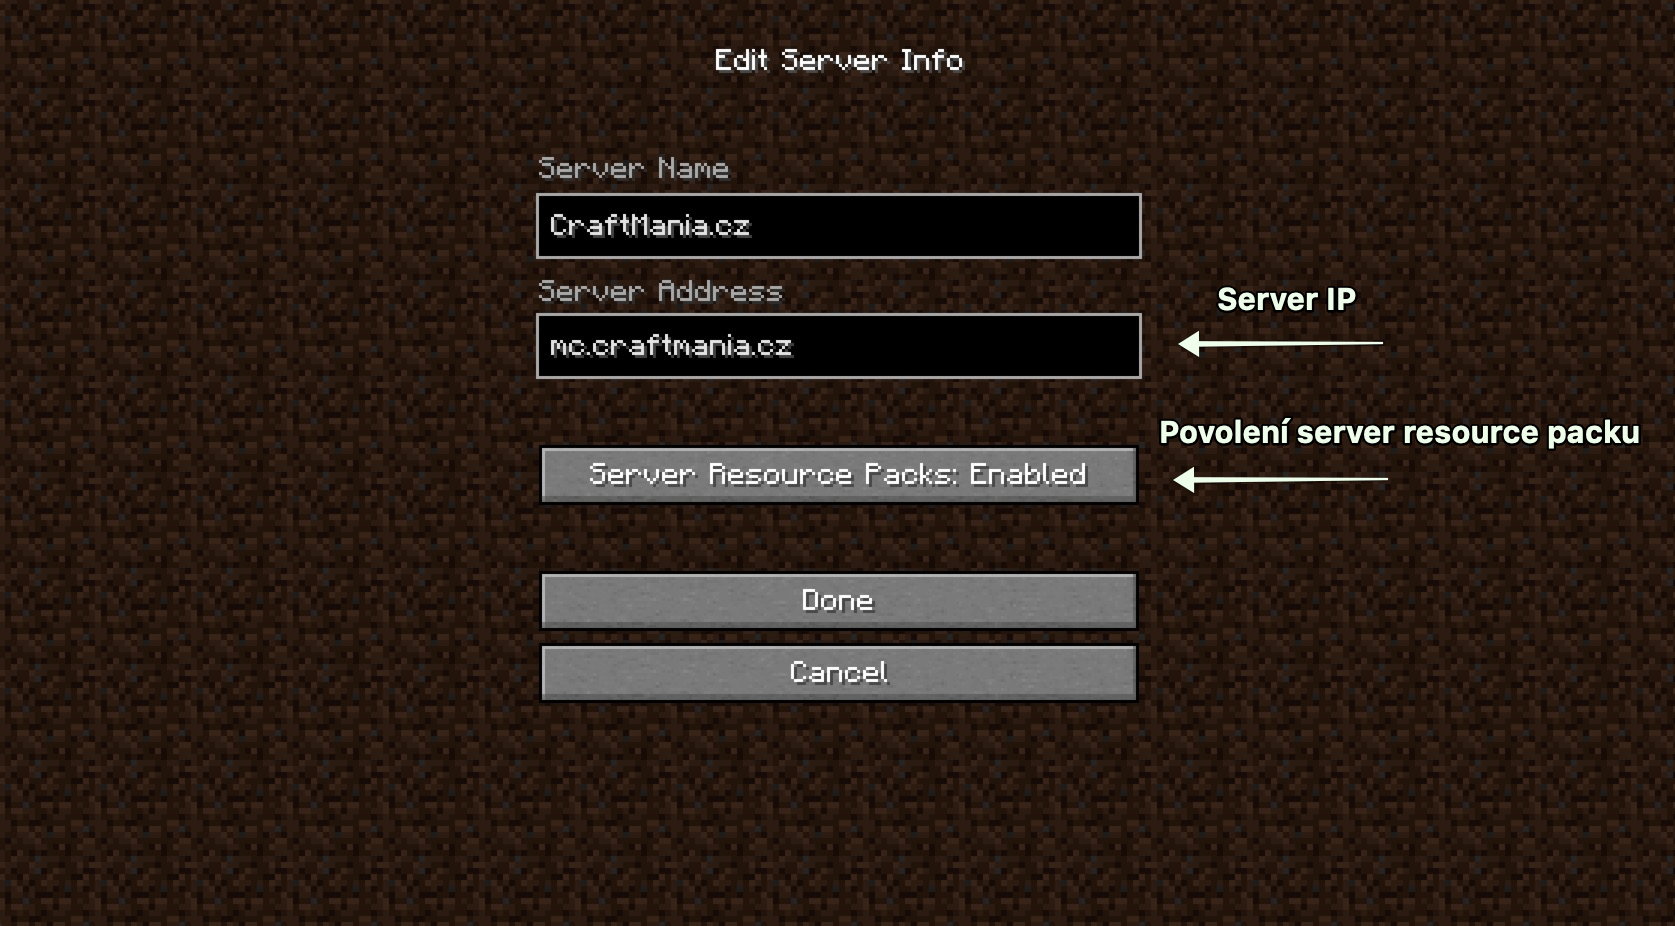 Edit Server Info
Server Name
CraftMania.cz
Server Address
Server IP
mc.craftmania.cz
Povolení server resource packu
Server Resource Packs: Enabled
Done
Cancel